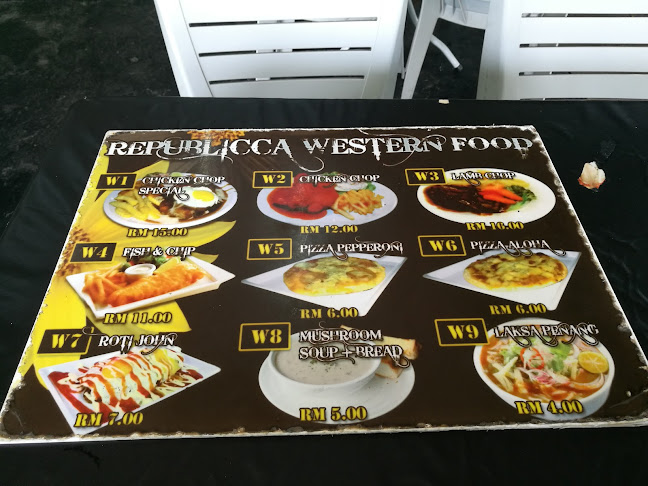 REPUBLICCA WESTERN FOOD
W1 CHICKEN CHOP
SPECIAL
RM 15.00
W2 CHICKEN CHOP
RM 12.00
W3 LAMB CHOP
RM 16.00
W4 FISH & CHIP
RM 11.00
W5 PIZZA PEPPERONI
RM 6.00
W6 PIZZA ALOHA
RM 6.00
W7 ROTI JOHN
RM 7.00
W8 MUSHROOM
SOUP + BREAD
RM 5.00
W9 LAKSA PENANG
RM 4.00